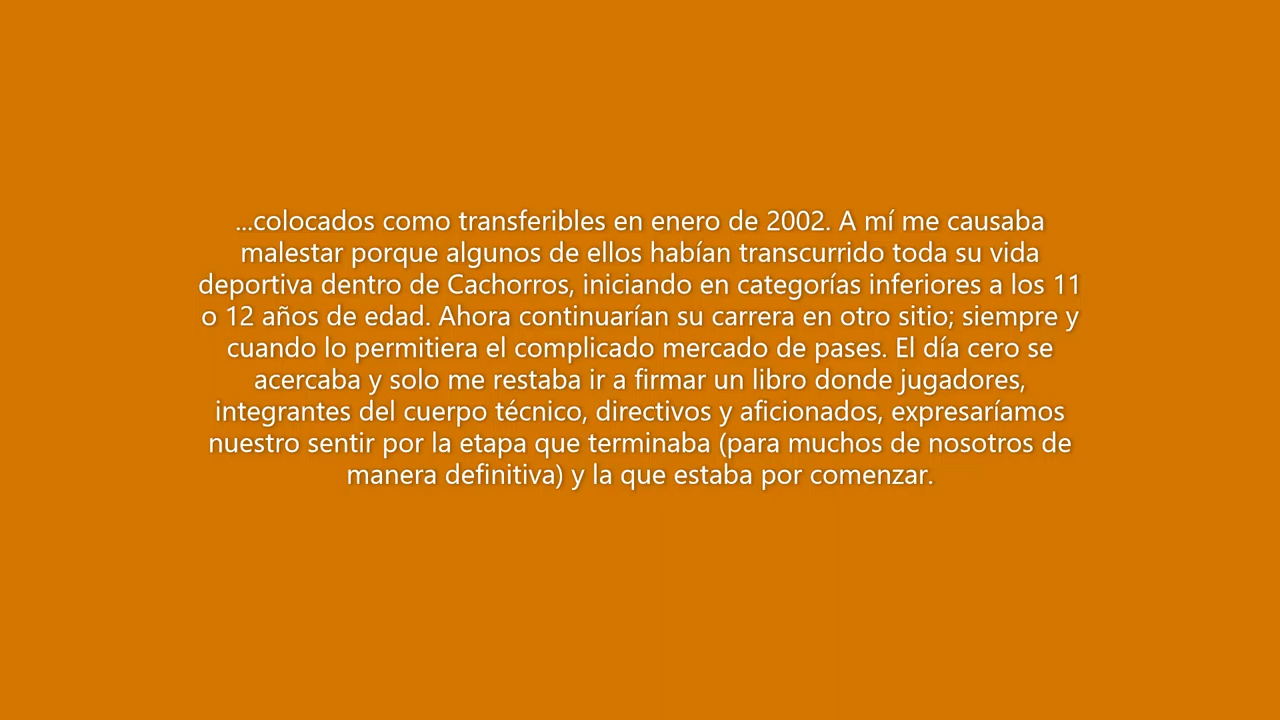 ...colocados como transferibles en enero de 2002. A mí me causaba
malestar porque algunos de ellos habían transcurrido toda su vida
deportiva dentro de Cachorros, iniciando en categorías inferiores a los 11
o 12 años de edad. Ahora continuarían su carrera en otro sitio; siempre y
cuando lo permitiera el complicado mercado de pases. El día cero se
acercaba y solo me restaba ir a firmar un libro donde jugadores,
integrantes del cuerpo técnico, directivos y aficionados, expresaríamos
nuestro sentir por la etapa que terminaba (para muchos de nosotros de
manera definitiva) y la que estaba por comenzar.